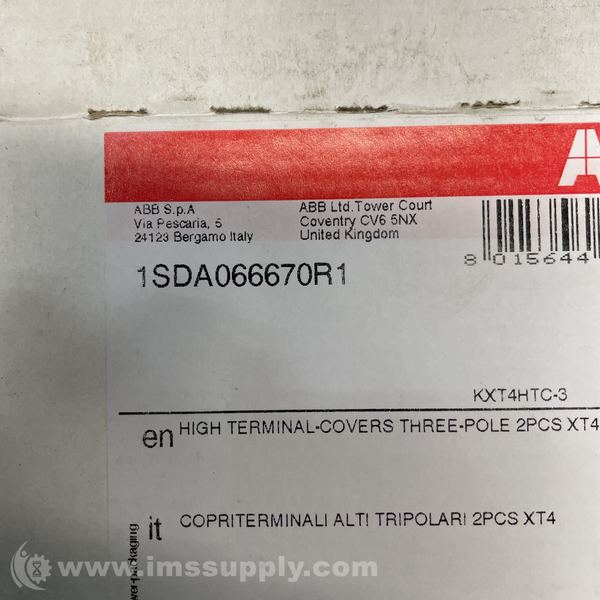 ABB S.p.A
Via Pescaria, 5
24123 Bergamo Italy
ABB Ltd.Tower Court
Coventry CV6 5NX
United Kingdom
8 015644
1SDA066670R1
KXT4HTC-3
en HIGH TERMINAL-COVERS THREE-POLE 2PCS XT4
it COPRITERMINALI ALTI TRIPOLARI 2PCS XT4
www.imssupply.com